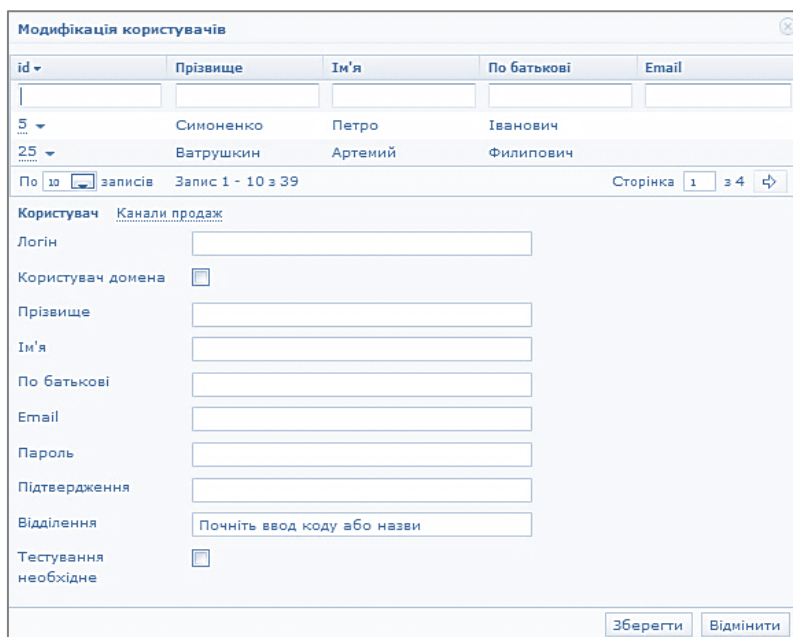 Модифікація користувачів
id Прізвище Ім'я По батькові Email
5 Симоненко Петро Іванович
25 Ватрушкин Артемий Филипович
По 10 записів Запис 1 - 10 з 39 Сторінка 1 з 4
Користувач Канали продаж
Логін
Користувач домена
Прізвище
Ім'я
По батькові
Email
Пароль
Підтвердження
Відділення Почніть ввод коду або назви
Тестування
необхідне
Зберегти Відмінити